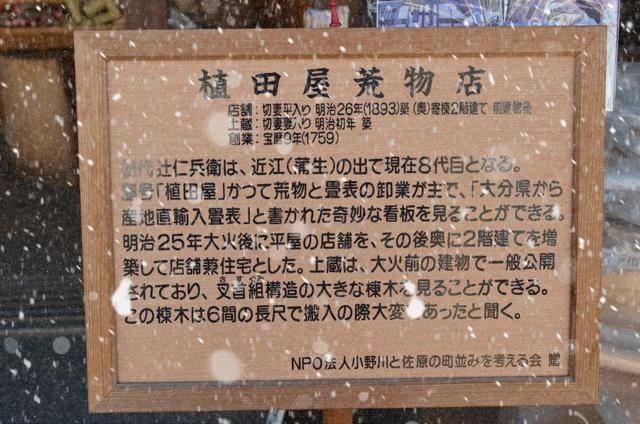 植田屋荒物店
店舗：切妻平入り 明治26年(1893)築 (奥)寄棟2階建て 前建物後
土蔵：切妻妻入り 明治初年 築
創業：宝暦9年(1759)
初代 辻仁兵衛は、近江(蒲生)の出で現在8代目となる。
屋号「植田屋」かつて荒物と畳表の卸業が主で、「大分県から
産地直輸入畳表」と書かれた奇妙な看板を見ることができる。
明治25年大火後に平屋の店舗を、その後奥に2階建てを増
築して店舗兼住宅とした。土蔵は、大火前の建物で一般公開
されており、叉首組構造の大きな棟木を見ることができる。
この棟木は6間の長尺で搬入の際大変であったと聞く。
NPO法人小野川と佐原の町並みを考える会 贈